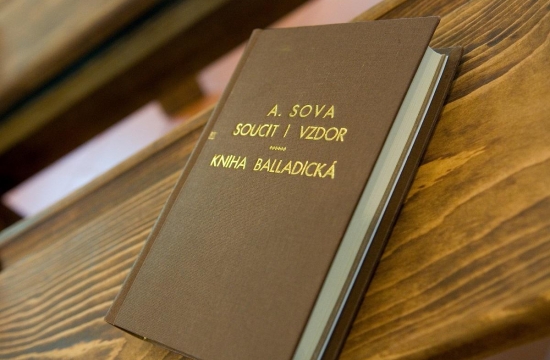 A. SOVA
SOUCIT I VZDOR
KNIHA BALLADICKÁ